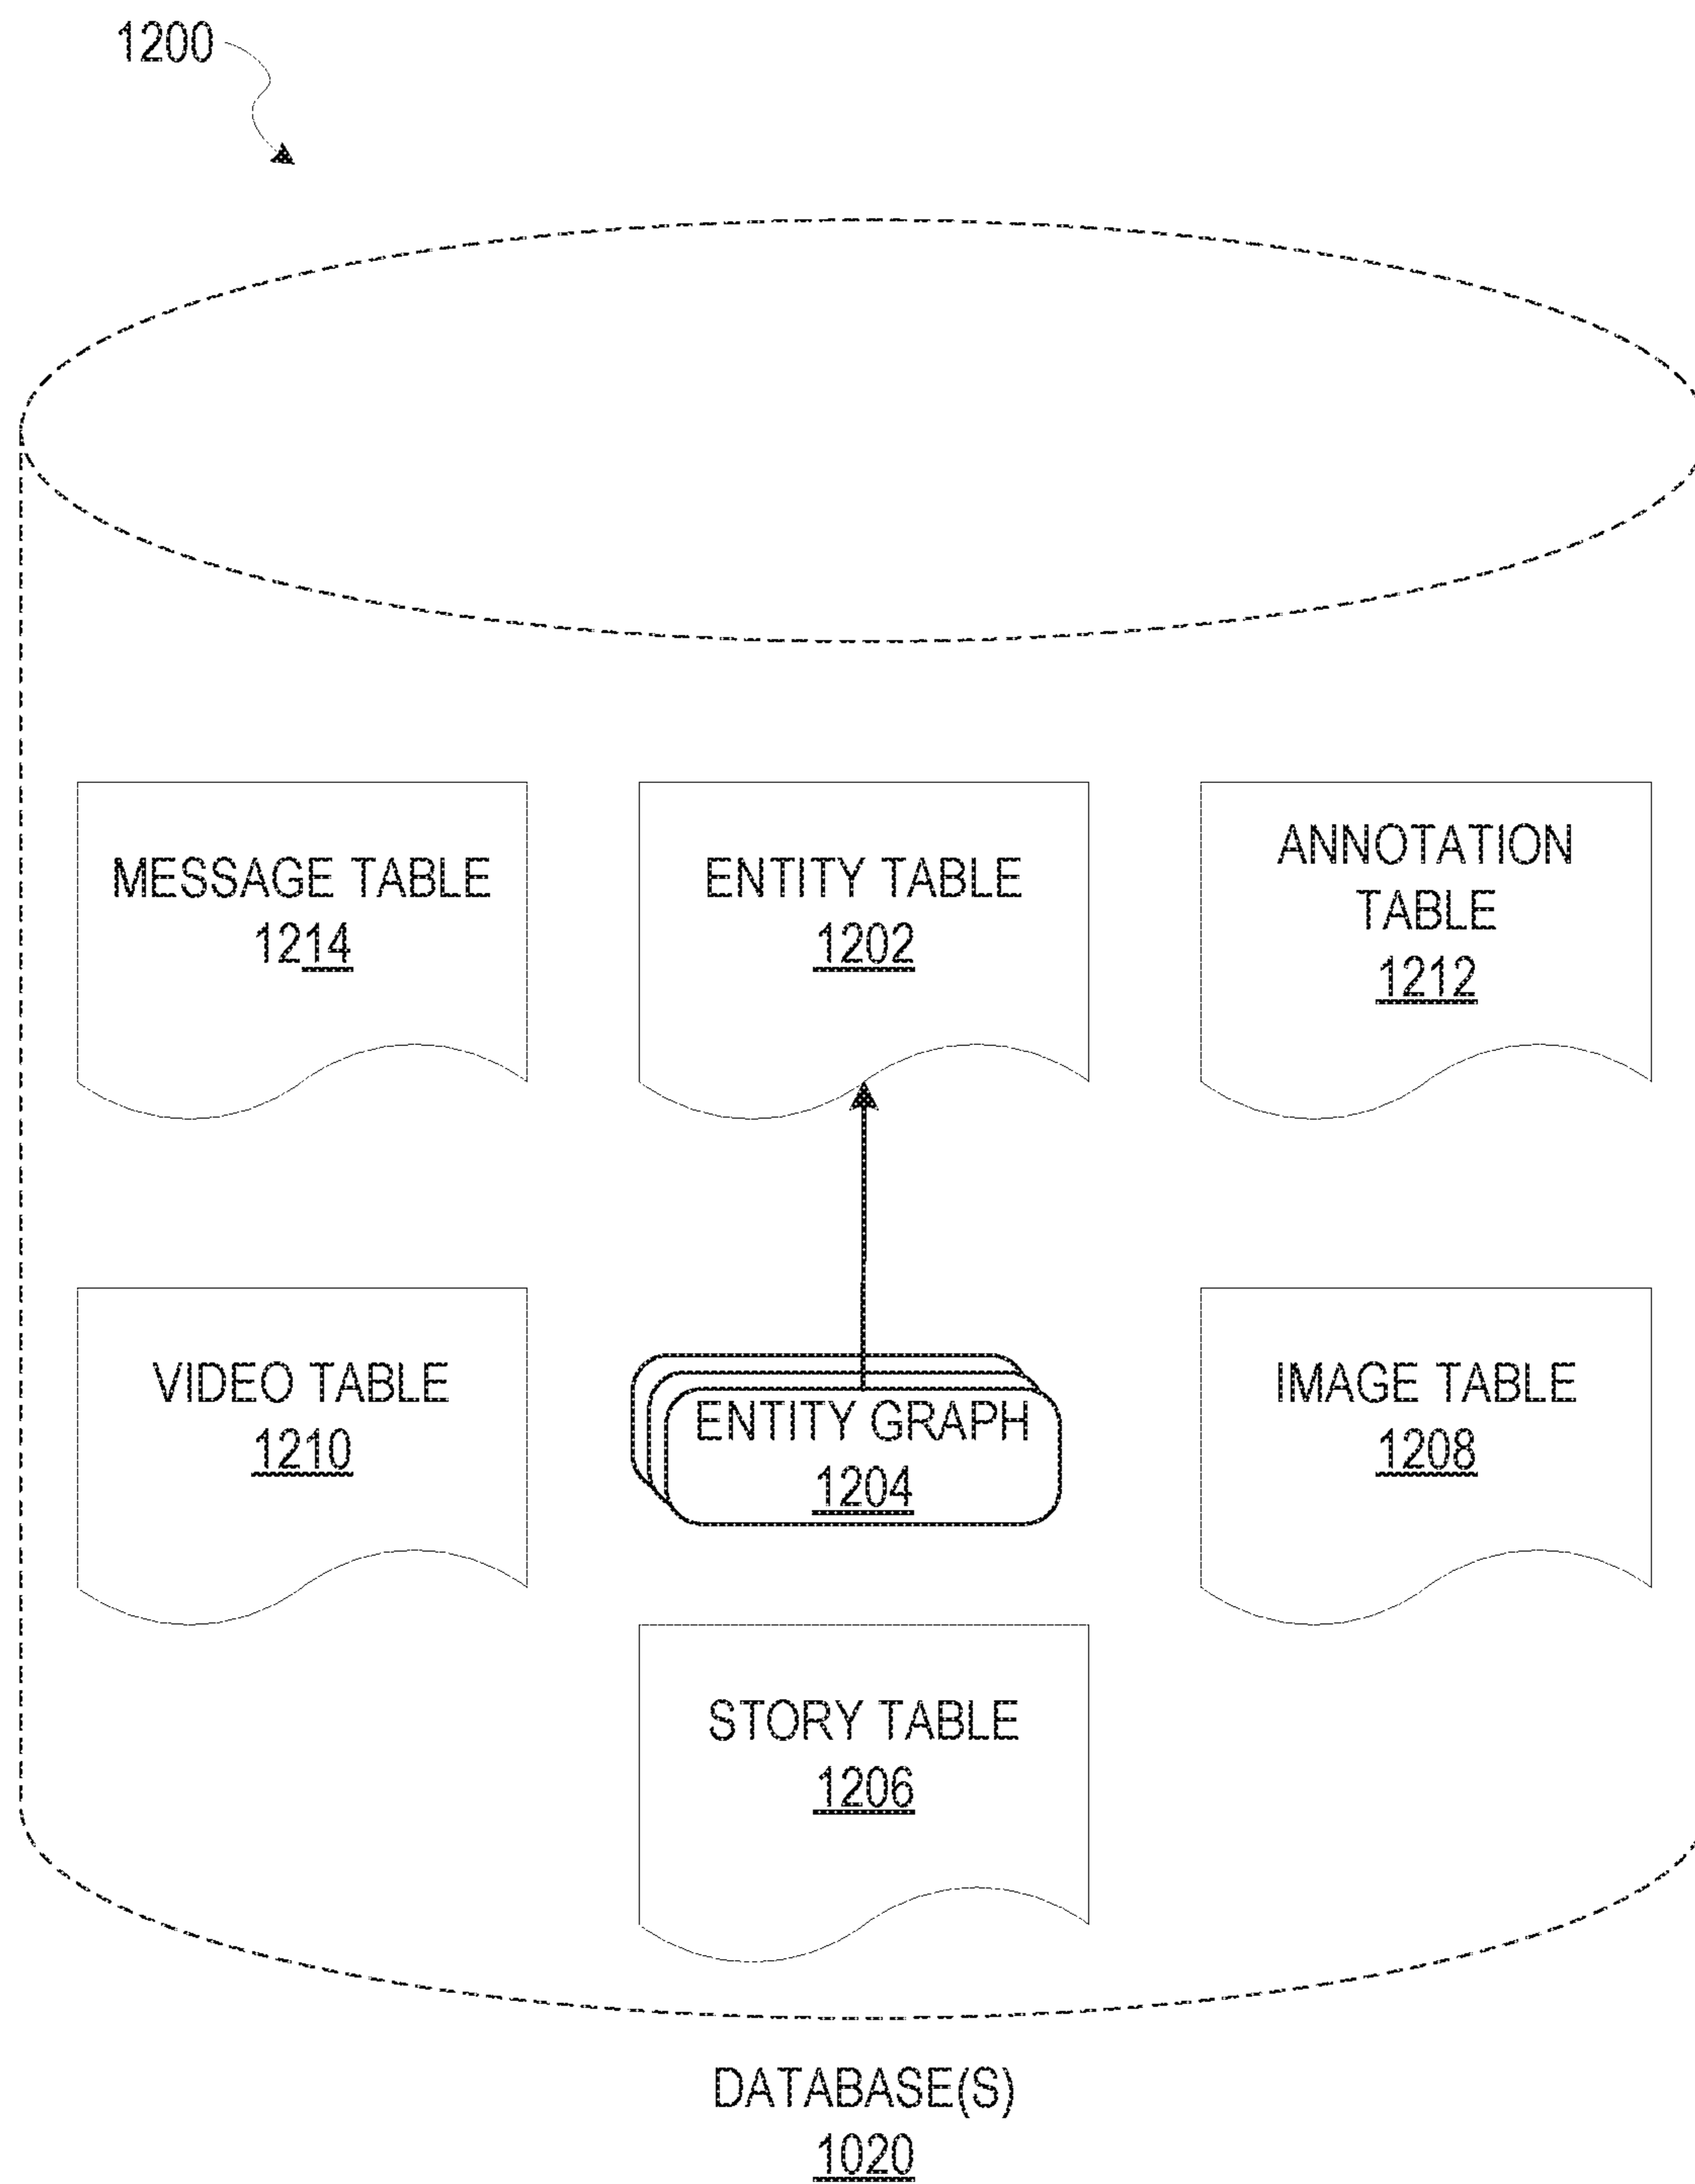 1200
MESSAGE TABLE
1214
ENTITY TABLE
1202
ANNOTATION
TABLE
1212
VIDEO TABLE
1210
ENTITY GRAPH
1204
IMAGE TABLE
1208
STORY TABLE
1206
DATABASE(S)
1020